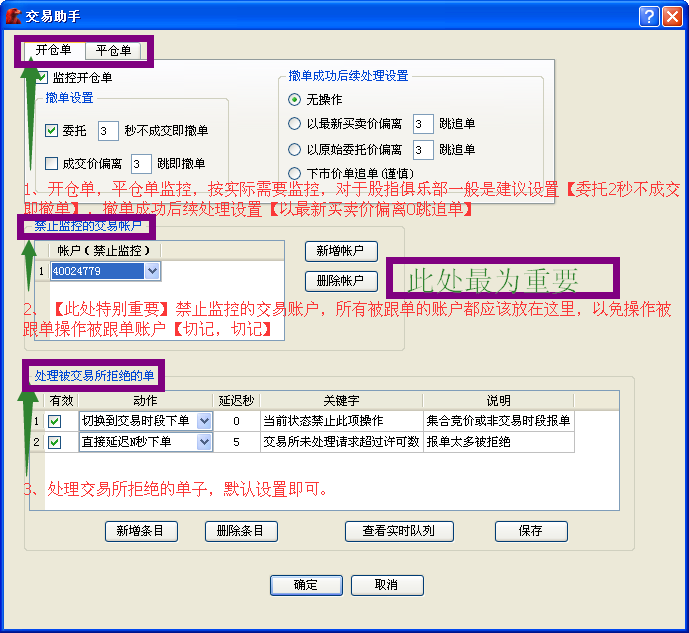 交易助手
开仓单 平仓单
监控开仓单
撤单设置
委托 3 秒不成交即撤单
成交价偏离 3 跳即撤单
撤单成功后续处理设置
无操作
以最新买卖价偏离 3 跳追单
以原始委托价偏离 3 跳追单
下市价单追单(谨慎)
1、开仓单，平仓单监控，按实际需要监控，对于股指俱乐部一般是建议设置【委托2秒不成交
即撤单】，撤单成功后续处理设置【以最新买卖价偏离0跳追单】
禁止监控的交易帐户
帐户(禁止监控)
1 40024779
新增帐户
删除帐户
此处最为重要
2、【此处特别重要】禁止监控的交易账户，所有被跟单的账户都应该放在这里，以免操作被
跟单操作被跟单账户【切记，切记】
处理被交易所拒绝的单
有效 动作 延迟秒 关键字 说明
1 切换到交易时段下单 0 当前状态禁止此项操作 集合竞价或非交易时段报单
2 直接延迟N秒下单 5 交易所未处理请求超过许可数 报单太多被拒绝
3、处理交易所拒绝的单子，默认设置即可。
新增条目 删除条目 查看实时队列 保存
确定 取消